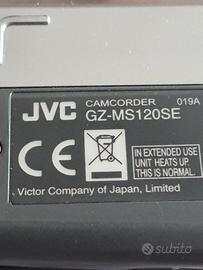 JVC CAMCORDER 019A
GZ-MS120SE
CE
IN EXTENDED USE
UNIT HEATS UP.
THIS IS NORMAL.
Victor Company of Japan, Limited
subito